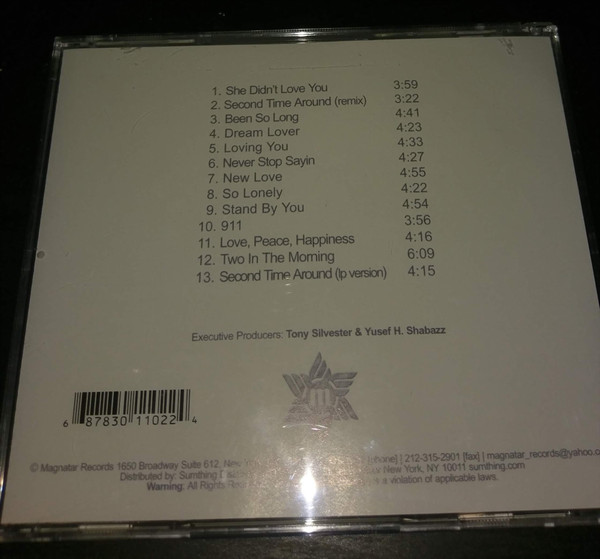 1. She Didn't Love You 3:59
2. Second Time Around (remix) 3:22
3. Been So Long 4:41
4. Dream Lover 4:23
5. Loving You 4:33
6. Never Stop Sayin 4:27
7. New Love 4:55
8. So Lonely 4:22
9. Stand By You 4:54
10. 911 3:56
11. Love, Peace, Happiness 4:16
12. Two In The Morning 6:09
13. Second Time Around (lp version) 4:15
Executive Producers: Tony Silvester & Yusef H. Shabazz
m
6 87830 11022 4
© Magnatar Records 1650 Broadway Suite 612, New [phone] | 212-315-2901 [fax] | magnatar_records@yahoo.c
Distributed by: Sumthing New York, NY 10011 sumthing.com
Warning: All Rights is a violation of applicable laws.